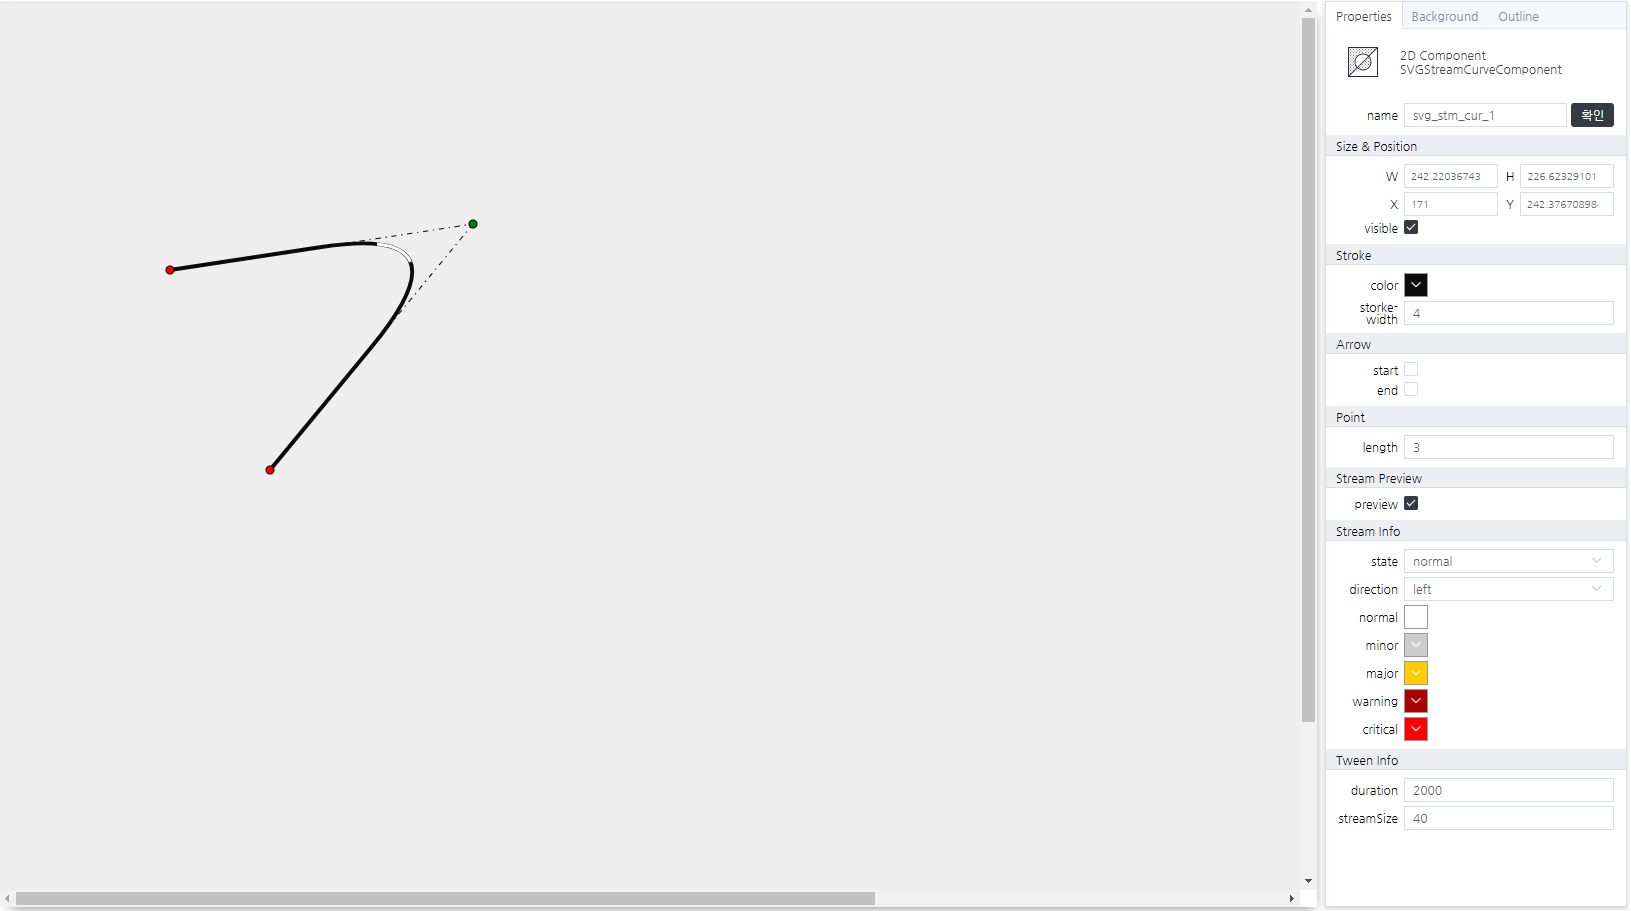 Properties Background Outline
2D Component
SVGStreamCurveComponent
name svg_stm_cur_1 확인
Size & Position
W 242.22036743 H 226.62329101
X 171 Y 242.37670898
visible
Stroke
color
storke-
width 4
Arrow
start
end
Point
length 3
Stream Preview
preview
Stream Info
state normal
direction left
normal
minor
major
warning
critical
Tween Info
duration 2000
streamSize 40